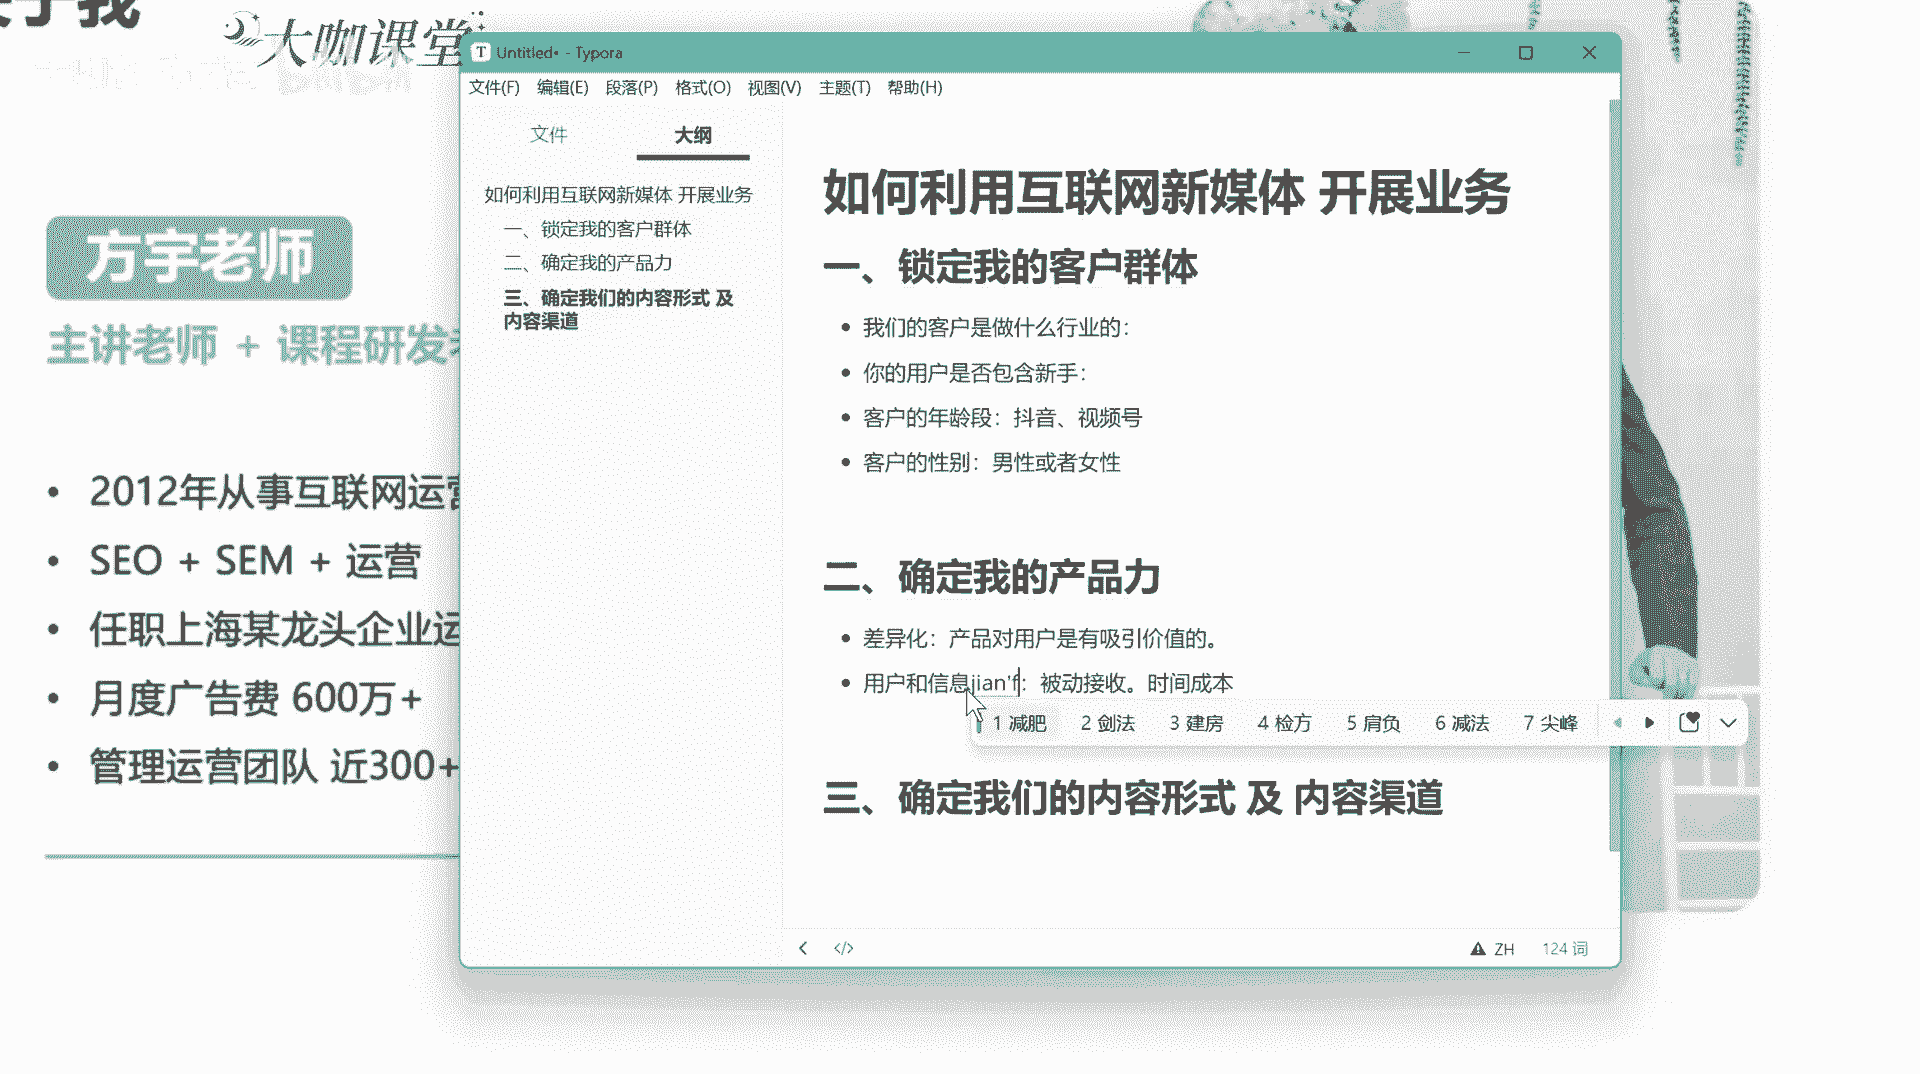 关于我
大咖课堂
方宇老师
主讲老师 + 课程研发
2012年从事互联网运营
SEO + SEM + 运营
任职上海某龙头企业运
月度广告费 600万+
管理运营团队 近300+
Untitled• - Typora
文件(F) 编辑(E) 段落(P) 格式(O) 视图(V) 主题(T) 帮助(H)
文件 大纲
如何利用互联网新媒体 开展业务
一、锁定我的客户群体
二、确定我的产品力
三、确定我们的内容形式 及
内容渠道
如何利用互联网新媒体 开展业务
一、锁定我的客户群体
我们的客户是做什么行业的：
你的用户是否包含新手：
客户的年龄段：抖音、视频号
客户的性别：男性或者女性
二、确定我的产品力
差异化：产品对用户是有吸引价值的。
用户和信息jian'f：被动接收。时间成本
1 减肥 2 剑法 3 建房 4 检方 5 肩负 6 减法 7 尖峰
三、确定我们的内容形式 及 内容渠道
</> ZH 124 词